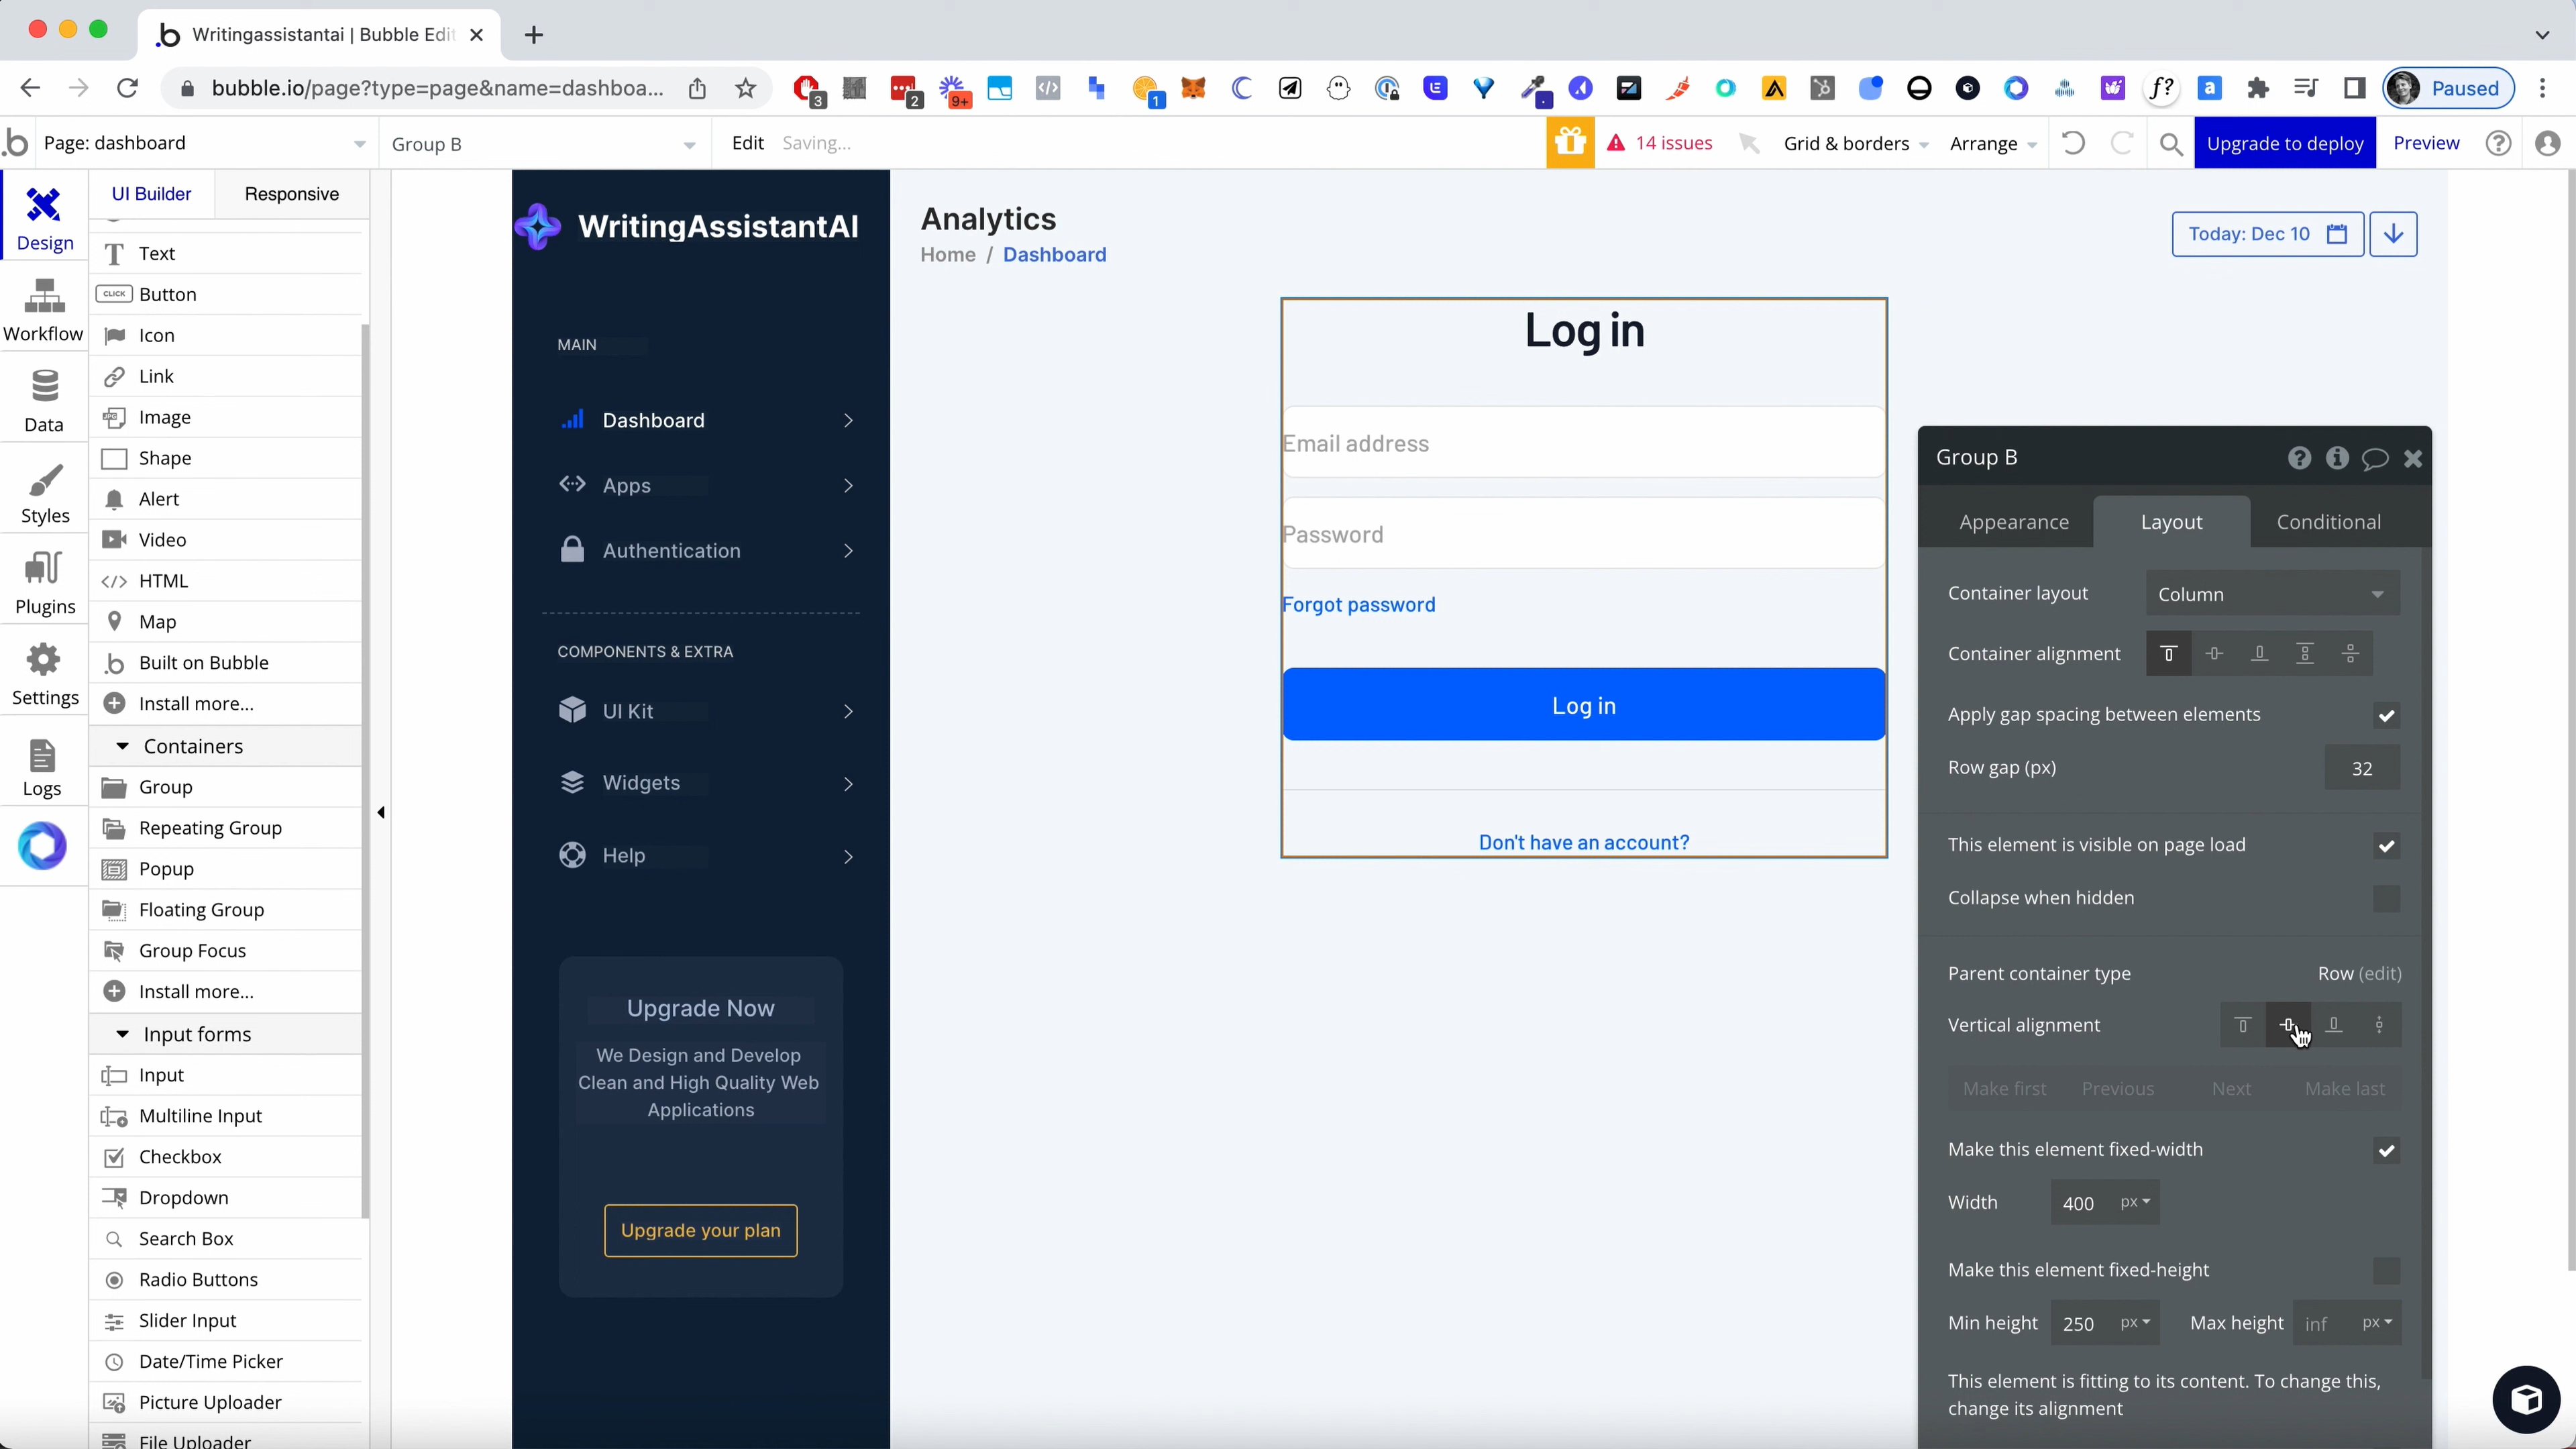 Writingassistantai | Bubble Edit
bubble.io/page?type=page&name=dashboa...
3
2
9+
1
f?
a
Paused
Page: dashboard
Group B
Edit
Saving...
14 issues
Grid & borders
Arrange
Upgrade to deploy
Preview
Design
Workflow
Data
Styles
Plugins
Settings
Logs
UI Builder
Responsive
Text
CLICK
Button
Icon
Link
Image
Shape
Alert
Video
HTML
Map
Built on Bubble
Install more...
Containers
Group
Repeating Group
Popup
Floating Group
Group Focus
Install more...
Input forms
Input
Multiline Input
Checkbox
Dropdown
Search Box
Radio Buttons
Slider Input
Date/Time Picker
Picture Uploader
File Uploader
WritingAssistantAI
MAIN
Dashboard
Apps
Authentication
COMPONENTS & EXTRA
UI Kit
Widgets
Help
Upgrade Now
We Design and Develop
Clean and High Quality Web
Applications
Upgrade your plan
Analytics
Home / Dashboard
Today: Dec 10
Log in
Email address
Password
Forgot password
Log in
Don't have an account?
Group B
Appearance
Layout
Conditional
Container layout
Column
Container alignment
Apply gap spacing between elements
Row gap (px)
32
This element is visible on page load
Collapse when hidden
Parent container type
Row (edit)
Vertical alignment
Make first
Previous
Next
Make last
Make this element fixed-width
Width
400
px
Make this element fixed-height
Min height
250
px
Max height
inf
px
This element is fitting to its content. To change this,
change its alignment